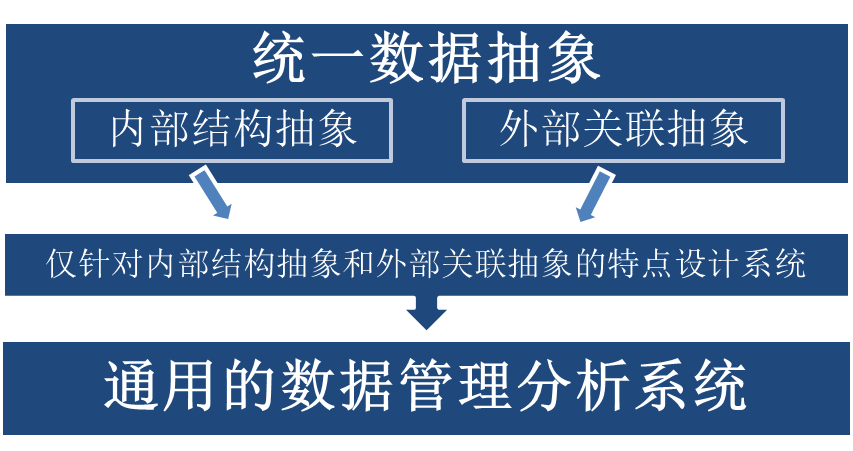 统一数据抽象
内部结构抽象
外部关联抽象
仅针对内部结构抽象和外部关联抽象的特点设计系统
通用的数据管理分析系统